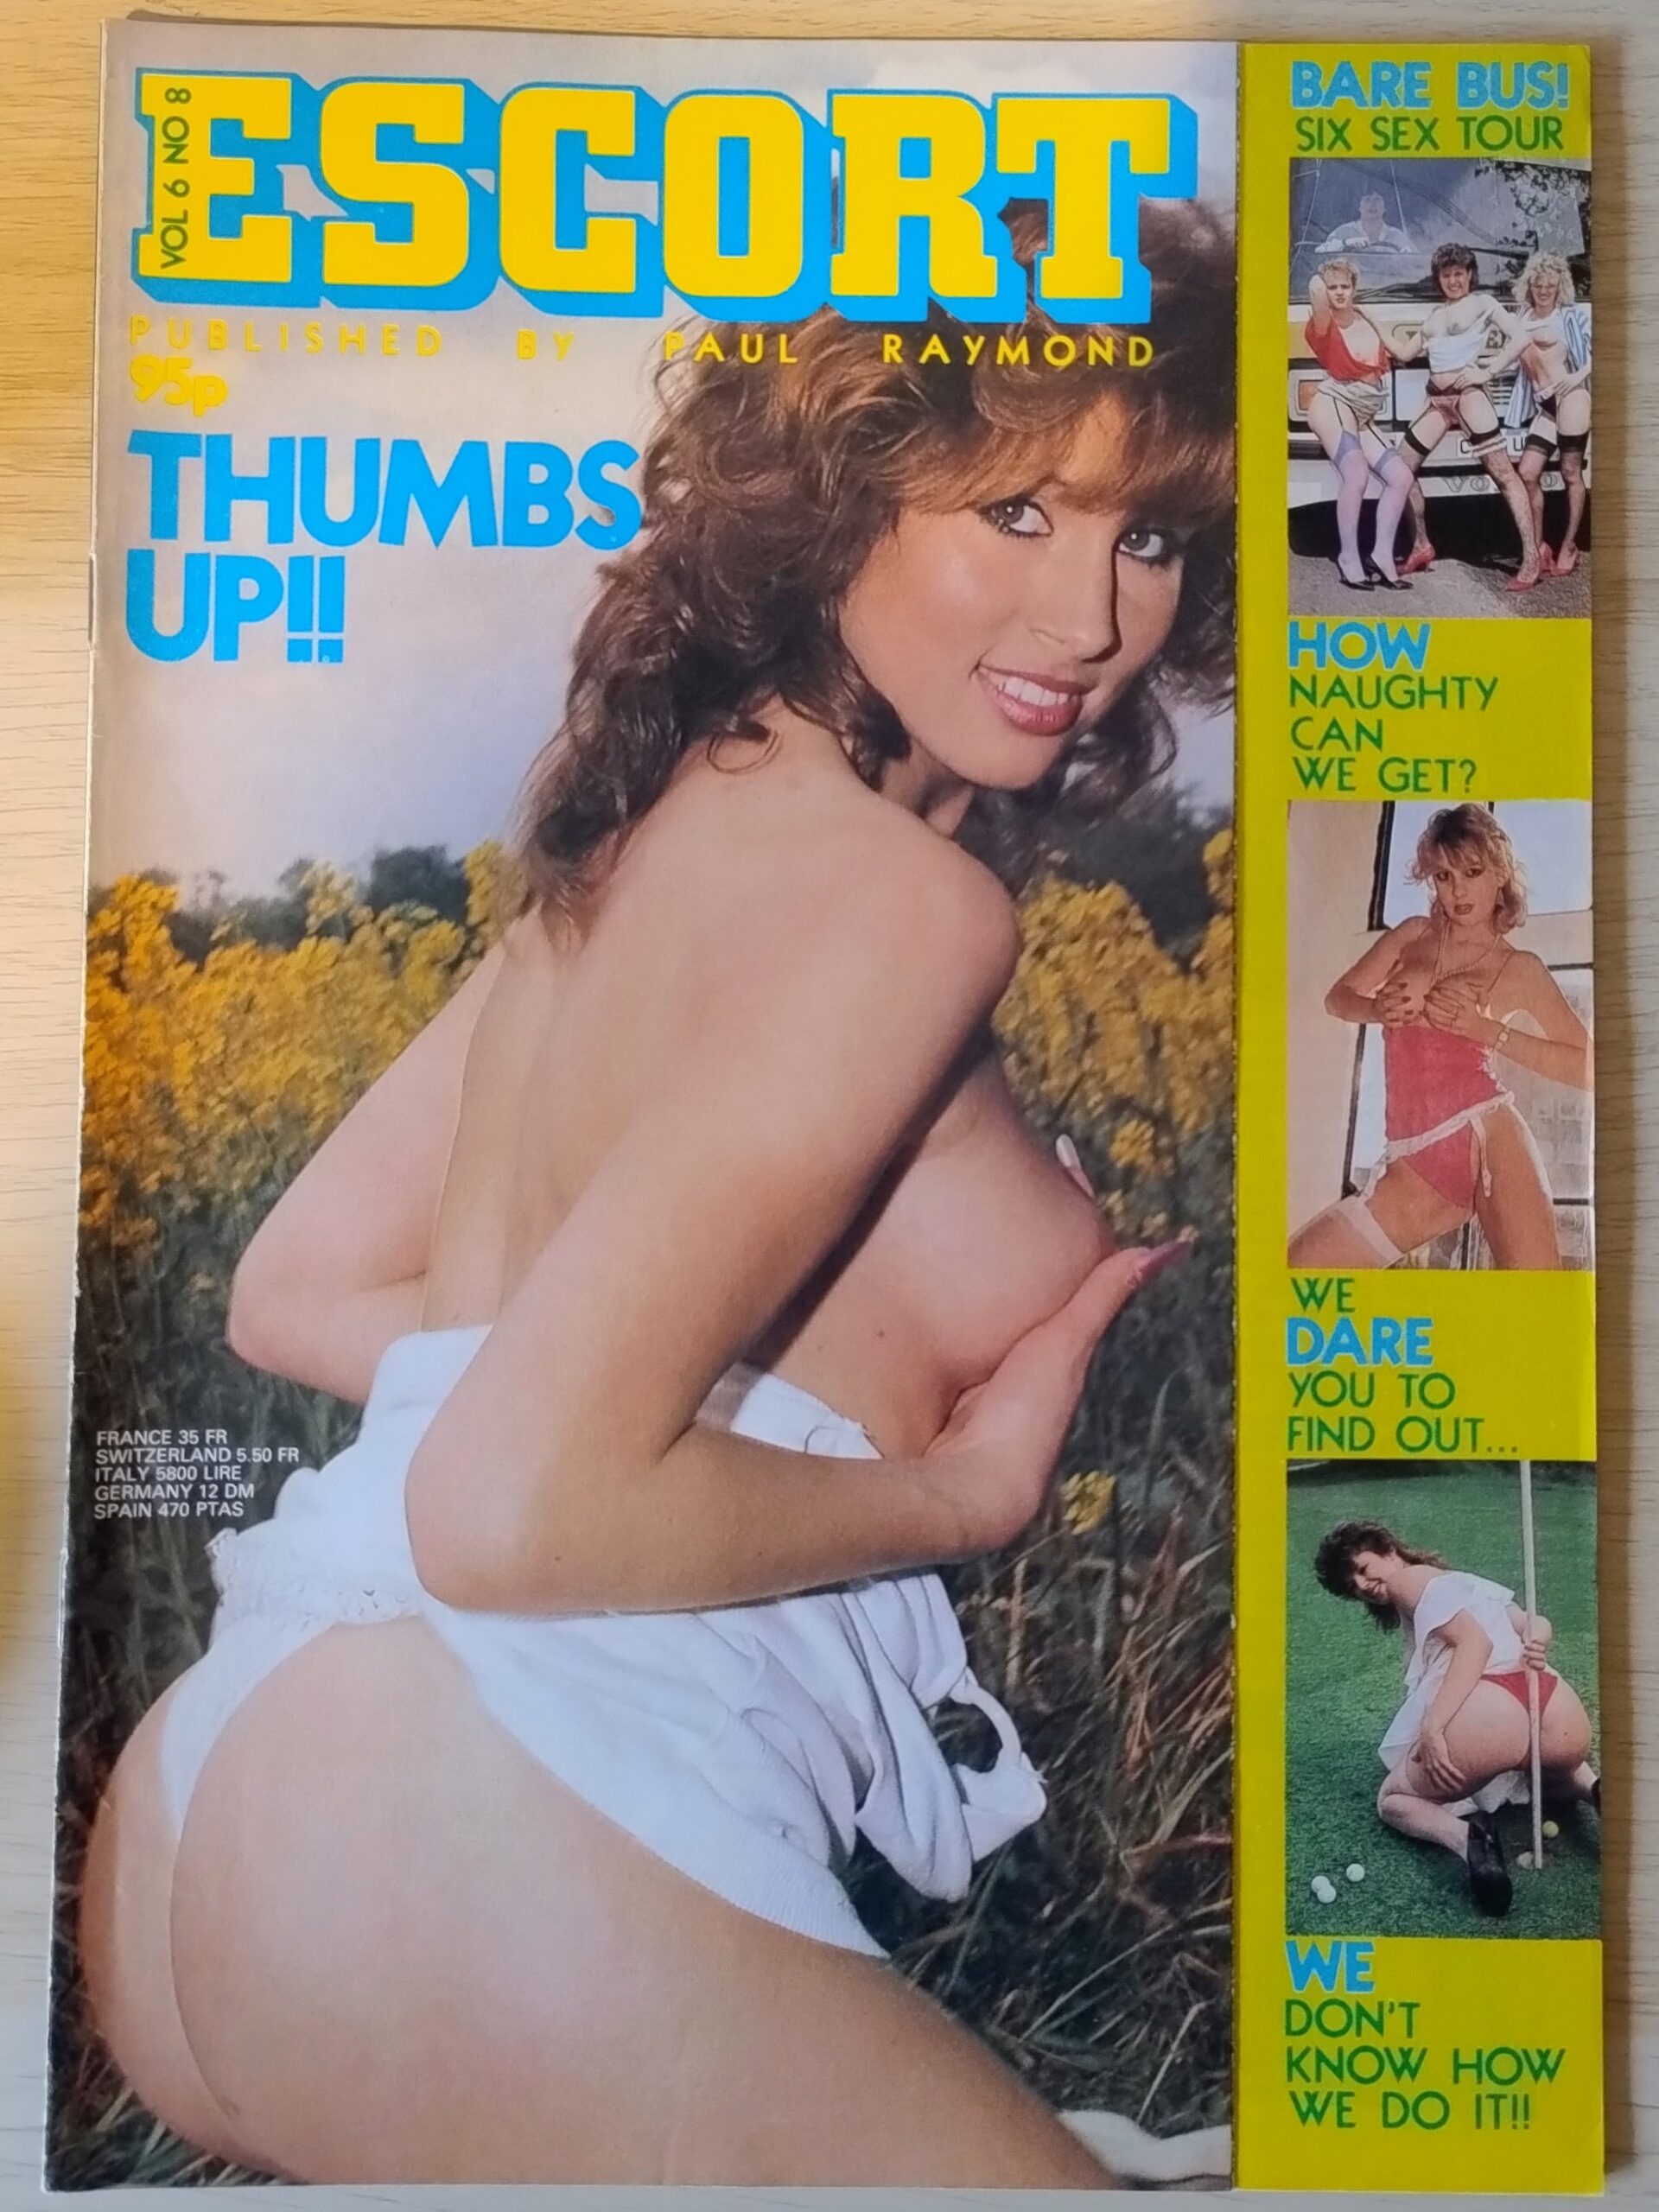 ESCORT
VOL 6 NO 8
PUBLISHED BY PAUL RAYMOND
95p
THUMBS
UP!!
FRANCE 35 FR
SWITZERLAND 5.50 FR
ITALY 5800 LIRE
GERMANY 12 DM
SPAIN 470 PTAS
BARE BUS!
SIX SEX TOUR
HOW
NAUGHTY
CAN
WE GET?
WE
DARE
YOU TO
FIND OUT...
WE
DON'T
KNOW HOW
WE DO IT!!